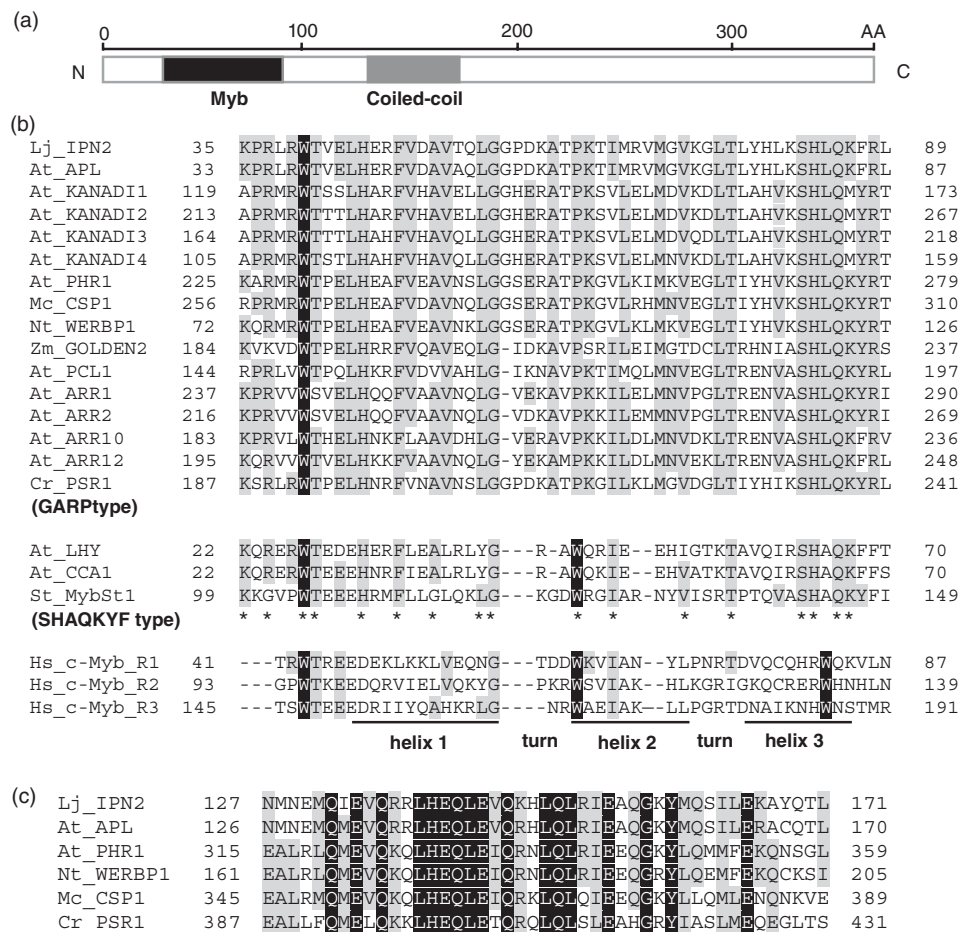 (a)
0 100 200 300 AA
N C
Myb Coiled-coil
(b)
Lj_IPN2 35 KPRLRWTVELHERFVDAVTQLGGPDKATPKTIMRVMGVKGLTLYHLKSHLQKFRL 89
At_APL 33 KPRLRWTVELHERFVDAVAQLGGPDKATPKTIMRVMGVKGLTLYHLKSHLQKFRL 87
At_KANADI1 119 APRMRWTSSLHARFVHAVELLGGHERATPKSVLELMDVKDLTLAHVKSHLQMYRT 173
At_KANADI2 213 APRMRWTTTLHARFVHAVELLGGHERATPKSVLELMDVKDLTLAHVKSHLQMYRT 267
At_KANADI3 164 APRMRWTTTLHAHFVHAVQLLGGHERATPKSVLELMDVQDLTLAHVKSHLQMYRT 218
At_KANADI4 105 APRMRWTSTLHAHFVHAVQLLGGHERATPKSVLELMDVKDLTLAHVKSHLQMYRT 159
At_PHR1 225 KARMRWTPELHEAFVEAVNSLGGSERATPKGVLKIMKVEGLTIYHVKSHLQKYRT 279
Mc_CSP1 256 RPRMRWTPELHEAFVDAVNQLGGSERATPKGVLRHMNVEGLTIYHVKSHLQKYRT 310
Nt_WERBP1 72 KQRMRWTPELHEAFVEAVNKLGGSERATPKGVLKLMKVEGLTIYHVKSHLQKYRT 126
Zm_GOLDEN2 184 KVKVDWTPELHRRFVQAVEQLG-IDKAVPSRILEIMGTDCLTRHNIASHLQKYRS 237
At_PCL1 144 RPRLVWTPQLHKRFVDVVAHLG-IKNAVPKTIMQLMNVEGLTRENVASHLQKYRL 197
At_ARR1 237 KPRVVWSVELHQQFVAAVNQLG-VEKAVPKKILELMNVPGLTRENVASHLQKYRI 290
At_ARR2 216 KPRVVWSVELHQQFVAAVNQLG-VDKAVPKKILEMMNVPGLTRENVASHLQKYRI 269
At_ARR10 183 KPRVLWTHELHNKFLAAVDHLG-VERAVPKKILDLMNVDKLTRENVASHLQKFRV 236
At_ARR12 195 KQRVVWTVELHKKFVAAVNQLG-YEKAMPKKILDLMNVEKLTRENVASHLQKFRL 248
Cr_PSR1 187 KSRLRWTPELHNRFVNAVNSLGGPDKATPKGILKLMGVDGLTIYHIKSHLQKYRL 241
(GARPtype)
At_LHY 22 KQRERWTEDEHERFLEALRLYG---R-AWQRIE--EHIGTKTAVQIRSHAQKFFT 70
At_CCA1 22 KQRERWTEEEHNRFIEALRLYG---R-AWQKIE--EHVATKTAVQIRSHAQKFFS 70
St_MybSt1 99 KKGVPWTEEEHRMFLLGLQKLG---KGDWRGIAR-NYVISRTPTQVASHAQKYFI 149
(SHAQKYF type) * * ** * * * ** * * * * ** **
Hs_c-Myb_R1 41 ---TRWTREEDEKLKKLVEQNG---TDDWKVIAN--YLPNRTDVQCQHRWQKVLN 87
Hs_c-Myb_R2 93 ---GPWTKEEDQRVIELVQKYG---PKRWSVIAK--HLKGRIGKQCRERWHNHLN 139
Hs_c-Myb_R3 145 ---TSWTEEEDRIIYQAHKRLG----NRWAEIAK--LLPGRTDNAIKNHWNSTMR 191
helix 1 turn helix 2 turn helix 3
(c)
Lj_IPN2 127 NMNEMQIEVQRRLHEQLEVQKHLQLRIEAQGKYMQSILEKAYQTL 171
At_APL 126 NMNEMQMEVQRRLHEQLEVQRHLQLRIEAQGKYMQSILERACQTL 170
At_PHR1 315 EALRLQMEVQKQLHEQLEIQRNLQLRIEEQGRYLQMMFEKQNSGL 359
Nt_WERBP1 161 EALRLQMEVQKQLHEQLEIQRNLQLRIEEQGRYLQEMFEKQCKSI 205
Mc_CSP1 345 EALRMQMKVQKQLHEQLEIQRKLQLRIEEQGKYLLQMLENQNKVE 389
Cr_PSR1 387 EALLFQMELQKKLHEQLETQRQLQLSLEAHGRYIASLMEQEGLTS 431